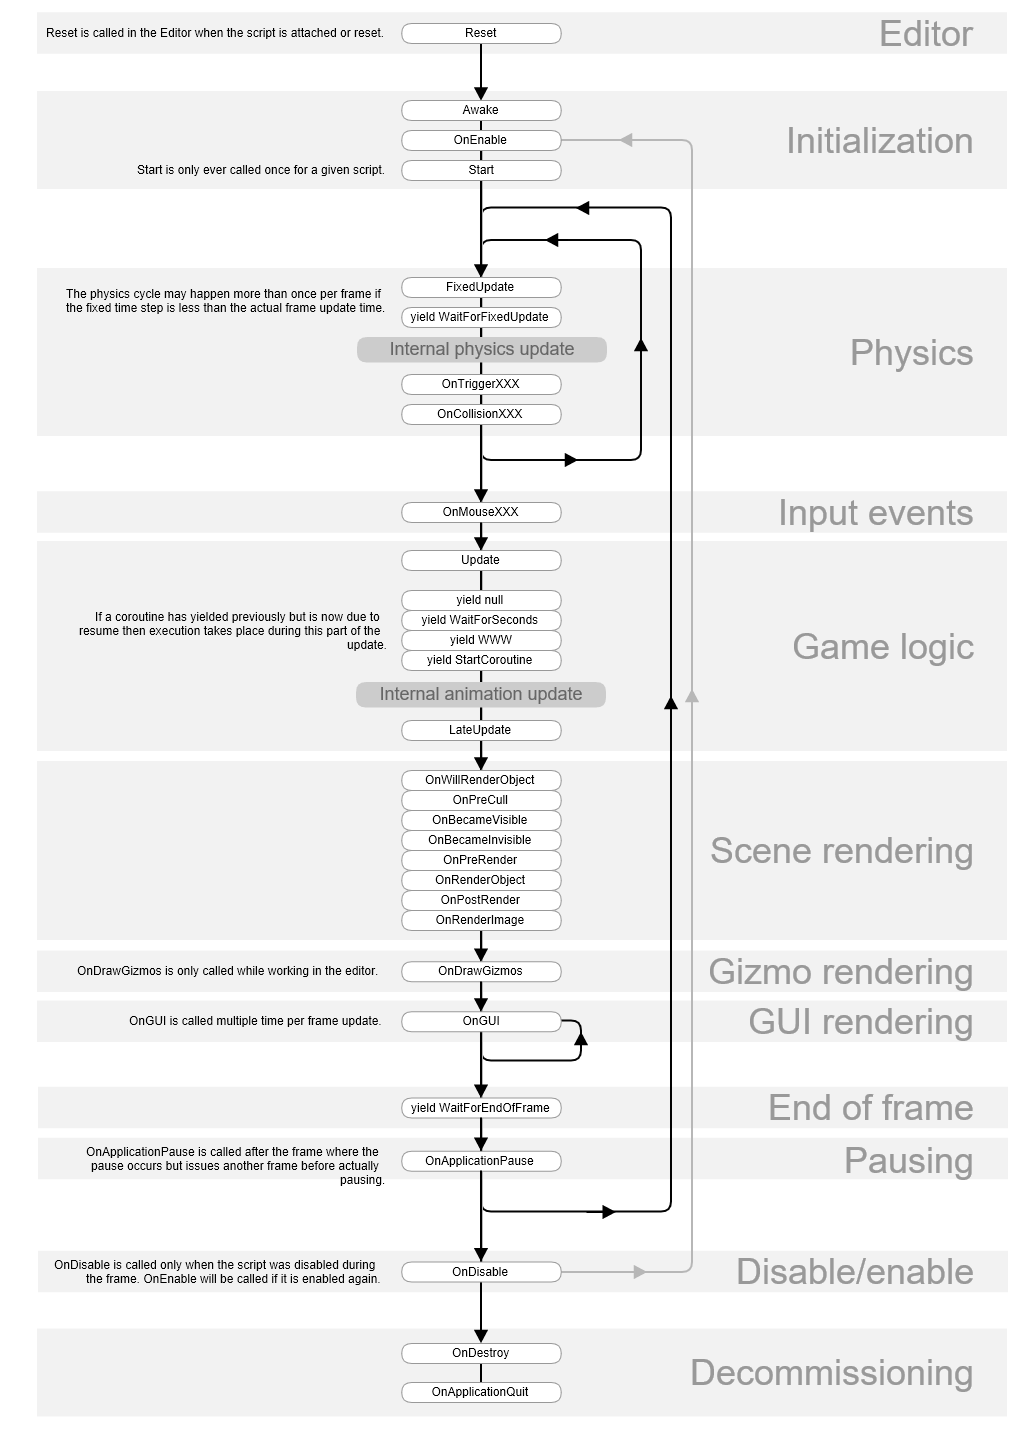 Reset is called in the Editor when the script is attached or reset.
Reset
Editor
Awake
OnEnable
Initialization
Start is only ever called once for a given script.
Start
The physics cycle may happen more than once per frame if
the fixed time step is less than the actual frame update time.
FixedUpdate
yield WaitForFixedUpdate
Internal physics update
Physics
OnTriggerXXX
OnCollisionXXX
OnMouseXXX
Input events
Update
yield null
If a coroutine has yielded previously but is now due to
resume then execution takes place during this part of the
update.
yield WaitForSeconds
yield WWW
yield StartCoroutine
Game logic
Internal animation update
LateUpdate
OnWillRenderObject
OnPreCull
OnBecameVisible
OnBecameInvisible
OnPreRender
OnRenderObject
OnPostRender
OnRenderImage
Scene rendering
OnDrawGizmos is only called while working in the editor.
OnDrawGizmos
Gizmo rendering
OnGUI is called multiple time per frame update.
OnGUI
GUI rendering
yield WaitForEndOfFrame
End of frame
OnApplicationPause is called after the frame where the
pause occurs but issues another frame before actually
pausing.
OnApplicationPause
Pausing
OnDisable is called only when the script was disabled during
the frame. OnEnable will be called if it is enabled again.
OnDisable
Disable/enable
OnDestroy
Decommissioning
OnApplicationQuit